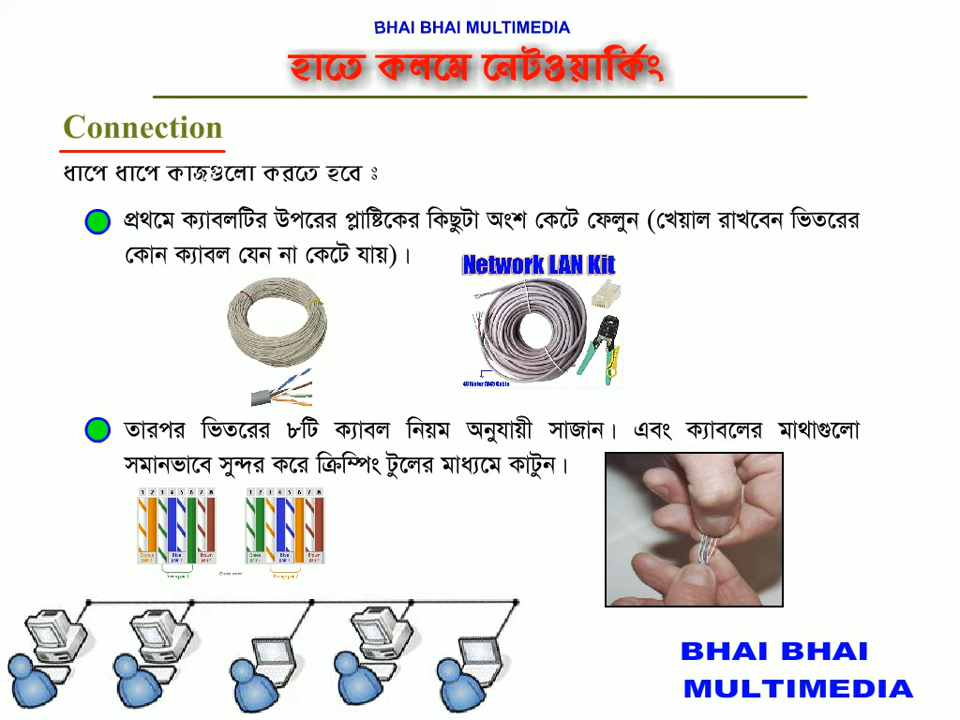 BHAI BHAI MULTIMEDIA
হাতে কলমে নেটওয়ার্কিং
Connection
ধাপে ধাপে কাজগুলো করতে হবে ঃ
প্রথমে ক্যাবলটির উপরের প্লাষ্টিকের কিছুটা অংশ কেটে ফেলুন (খেয়াল রাখবেন ভিতরের
কোন ক্যাবল যেন না কেটে যায়)।
Network LAN Kit
তারপর ভিতরের ৮টি ক্যাবল নিয়ম অনুযায়ী সাজান। এবং ক্যাবলের মাথাগুলো
সমানভাবে সুন্দর করে ক্রিম্পিং টুলের মাধ্যমে কাটুন।
1 2 3 4 5 6 7 8
1 2 3 4 5 6 7 8
BHAI BHAI
MULTIMEDIA